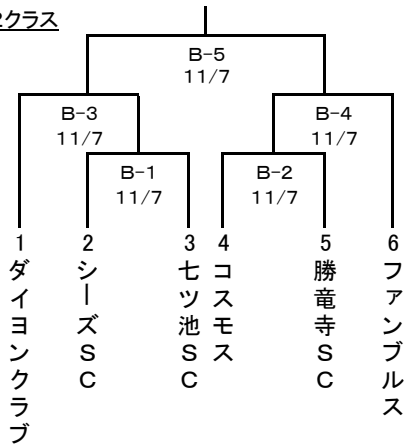 2クラス
B-5
11/7
B-3
11/7
B-4
11/7
B-1
11/7
B-2
11/7
1 ダイヨンクラブ
2 シーズSC
3 七ツ池SC
4 コスモス
5 勝竜寺SC
6 ファンブルス